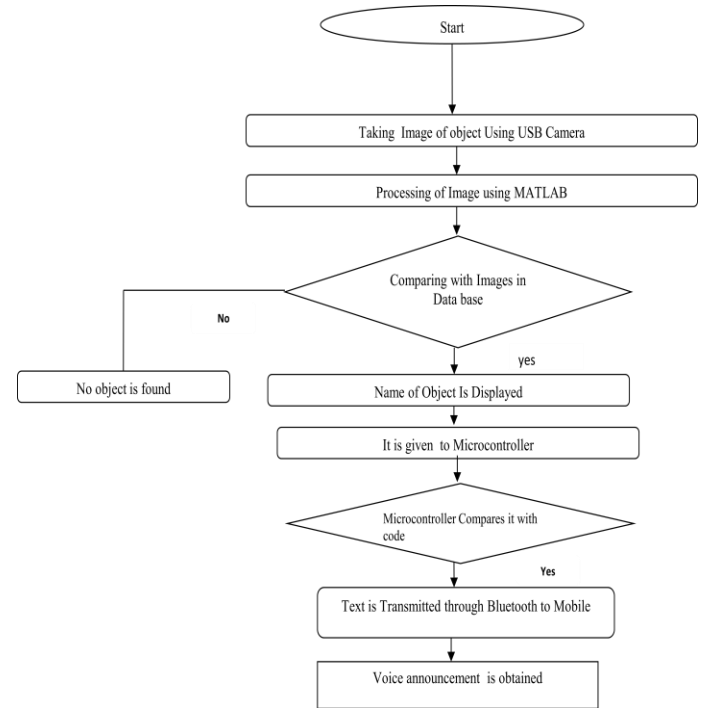 Start
Taking Image of object Using USB Camera
Processing of Image using MATLAB
Comparing with Images in
Data base
No
yes
No object is found
Name of Object Is Displayed
It is given to Microcontroller
Microcontroller Compares it with
code
Yes
Text is Transmitted through Bluetooth to Mobile
Voice announcement is obtained